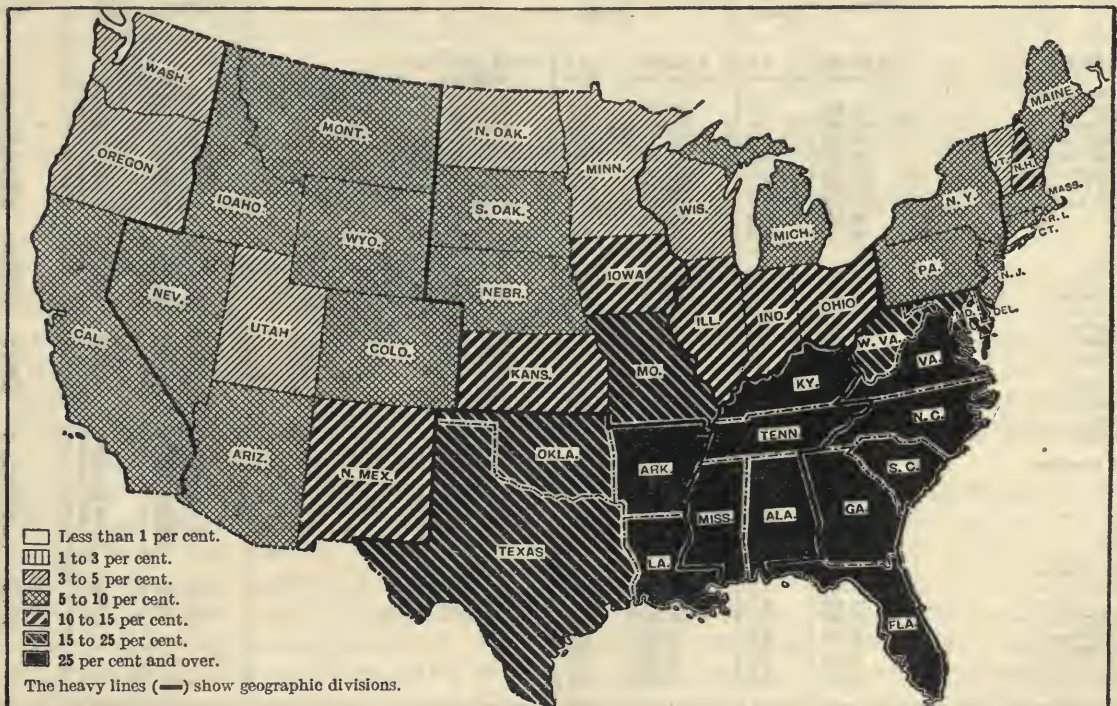 WASH.
OREGON
CAL.
NEV.
IDAHO
MONT.
WYO.
UTAH
COLO.
ARIZ.
N. MEX.
N. DAK.
S. DAK.
NEBR.
KANS.
OKLA.
TEXAS
MINN.
IOWA
MO.
ARK.
LA.
WIS.
ILL.
MICH.
IND.
OHIO
KY.
TENN
MISS.
ALA.
GA.
FLA.
S. C.
N. C.
VA.
W. VA.
MD.
DEL.
PA.
N. J.
N. Y.
CT.
R. I.
MASS.
VT.
N.H.
MAINE
Less than 1 per cent.
1 to 3 per cent.
3 to 5 per cent.
5 to 10 per cent.
10 to 15 per cent.
15 to 25 per cent.
25 per cent and over.
The heavy lines (—) show geographic divisions.